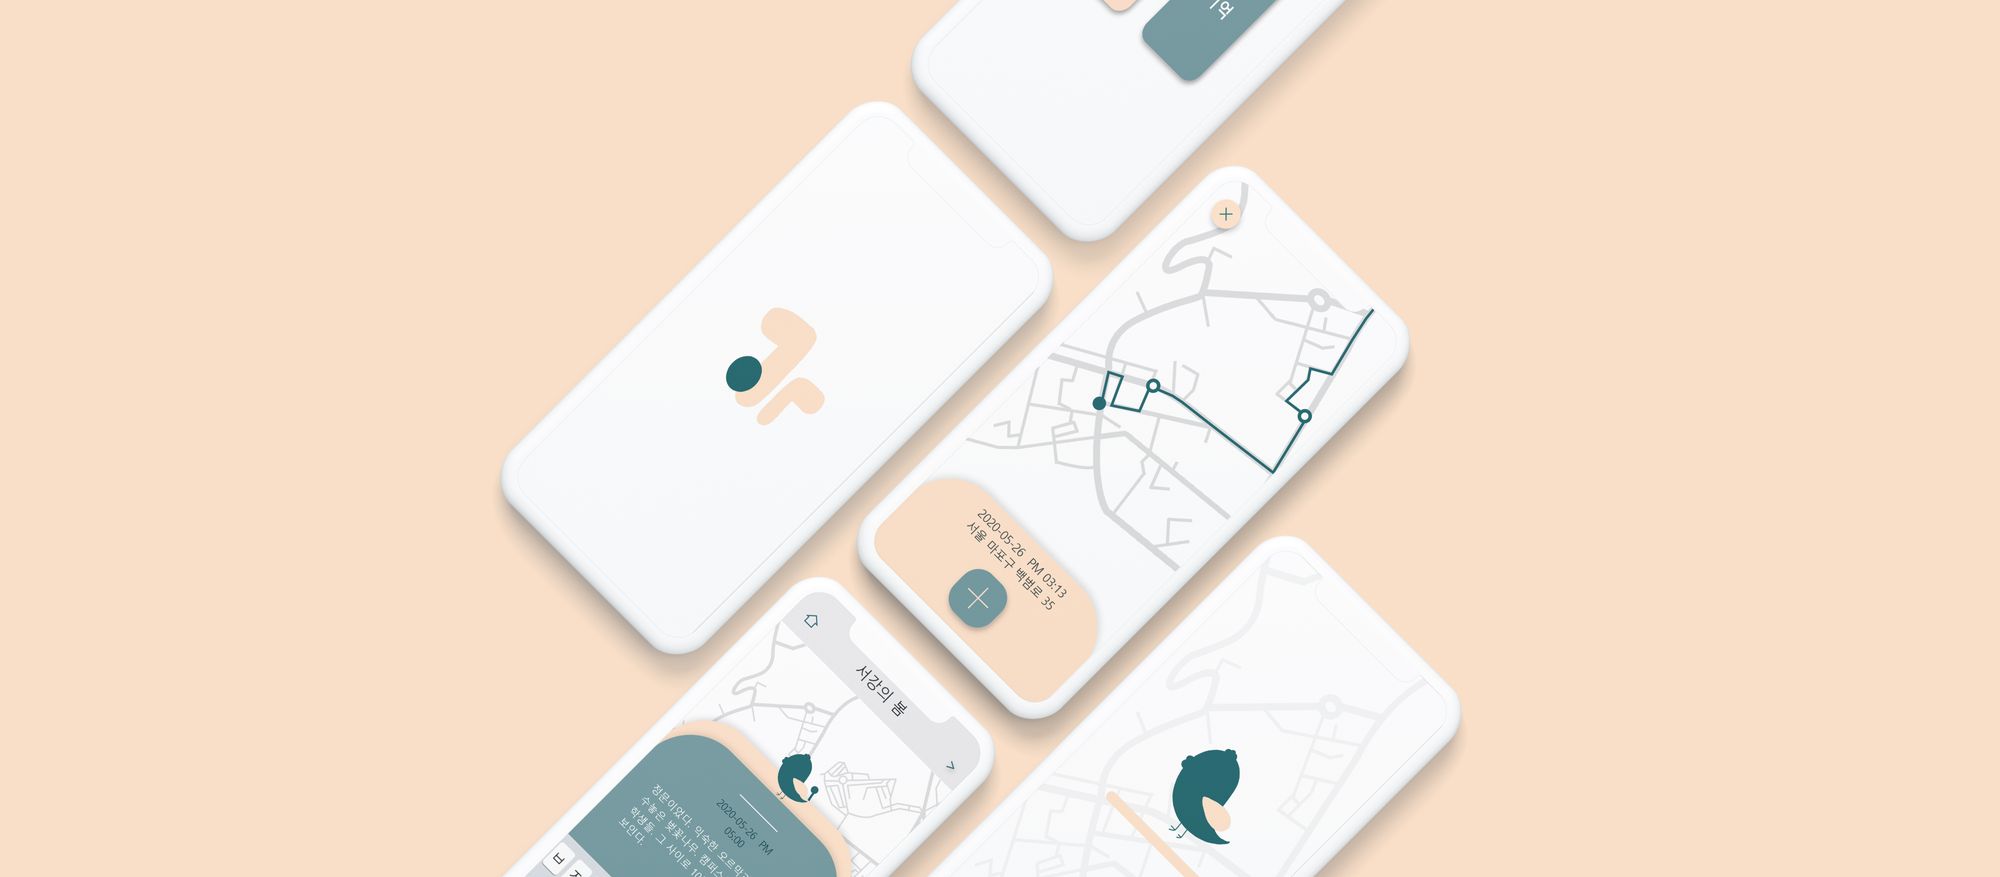 2020-05-26 PM 03:13
서울 마포구 백범로 35
서강의 봄
2020-05-26 PM
05:00
정문이었다. 익숙한 오르막
수놓은 벚꽃나무. 캠퍼스
학생들. 그 사이로 10
보인다.
ㅂ